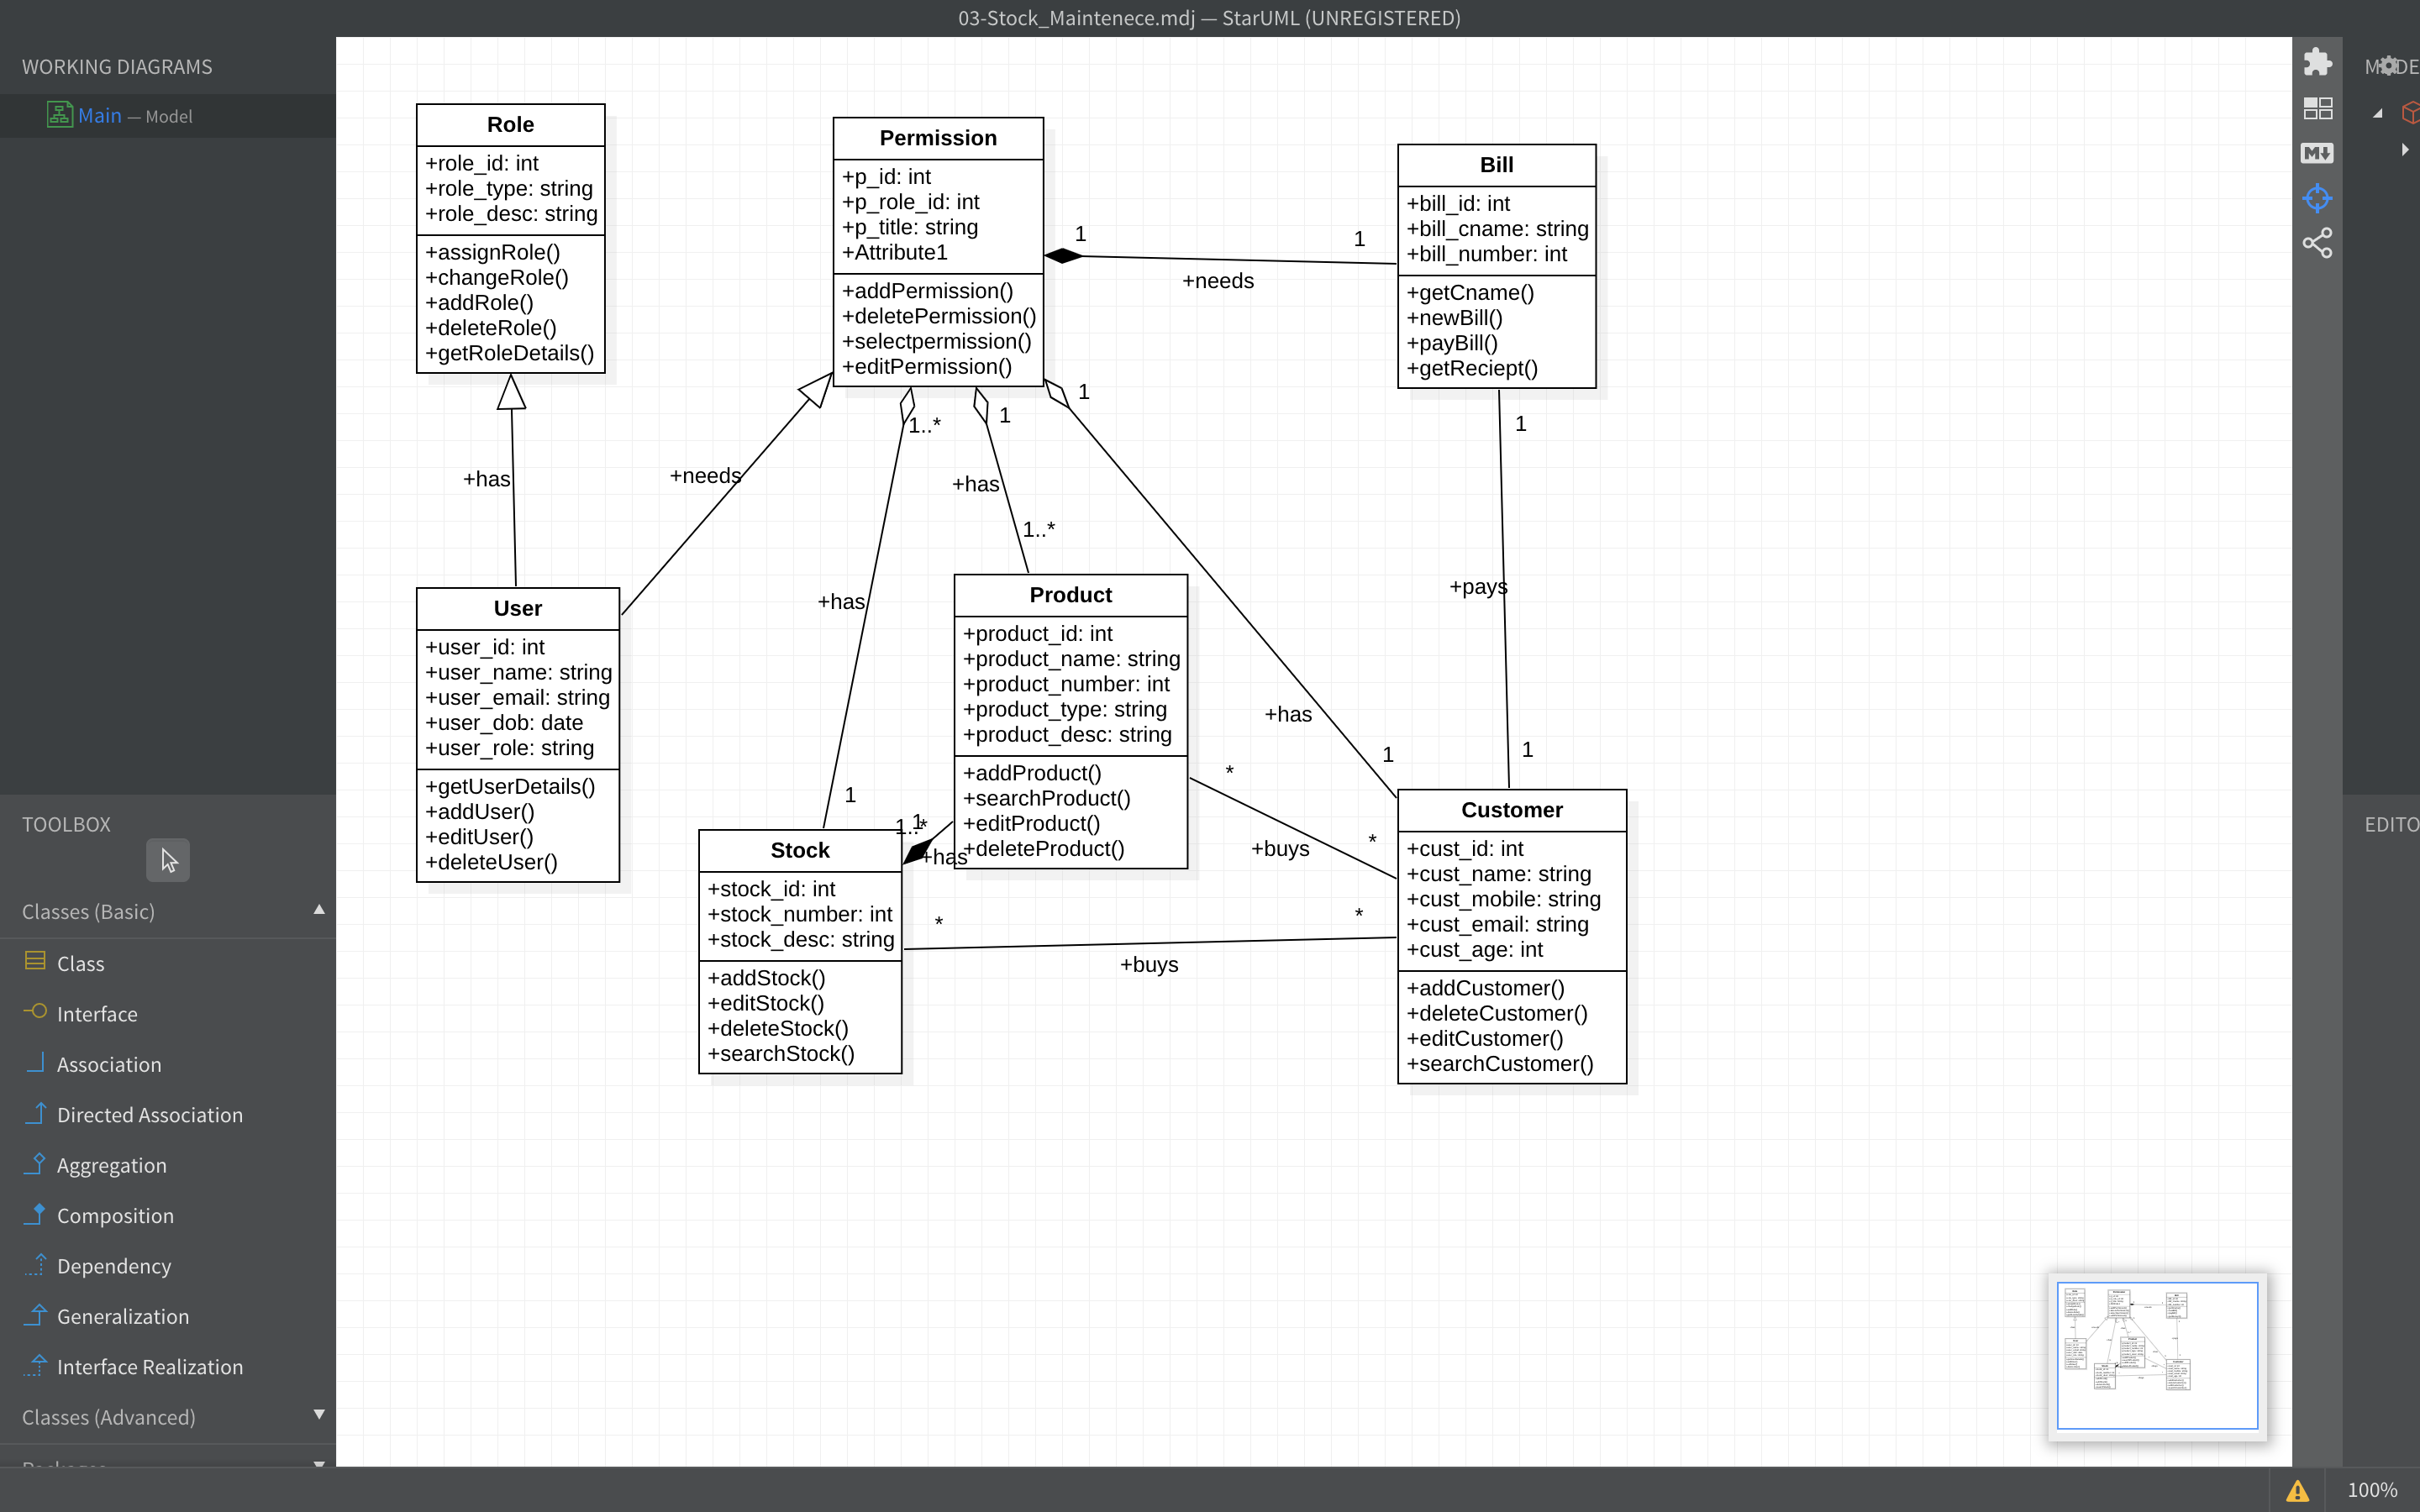 03-Stock_Maintenece.mdj — StarUML (UNREGISTERED)
WORKING DIAGRAMS
Main — Model
TOOLBOX
Classes (Basic)
Class
Interface
Association
Directed Association
Aggregation
Composition
Dependency
Generalization
Interface Realization
Classes (Advanced)
Role
+role_id: int
+role_type: string
+role_desc: string
+assignRole()
+changeRole()
+addRole()
+deleteRole()
+getRoleDetails()
Permission
+p_id: int
+p_role_id: int
+p_title: string
+Attribute1
+addPermission()
+deletePermission()
+selectpermission()
+editPermission()
1
1
+needs
Bill
+bill_id: int
+bill_cname: string
+bill_number: int
+getCname()
+newBill()
+payBill()
+getReciept()
+has
+needs
1..*
1
1
+has
1..*
+has
1
+pays
1
+has
1
1
User
+user_id: int
+user_name: string
+user_email: string
+user_dob: date
+user_role: string
+getUserDetails()
+addUser()
+editUser()
+deleteUser()
Product
+product_id: int
+product_name: string
+product_number: int
+product_type: string
+product_desc: string
+addProduct()
+searchProduct()
+editProduct()
+deleteProduct()
1..*
1
+has
*
+buys
*
Stock
+stock_id: int
+stock_number: int
+stock_desc: string
+addStock()
+editStock()
+deleteStock()
+searchStock()
*
+buys
*
Customer
+cust_id: int
+cust_name: string
+cust_mobile: string
+cust_email: string
+cust_age: int
+addCustomer()
+deleteCustomer()
+editCustomer()
+searchCustomer()
M↓
EDITO
100%